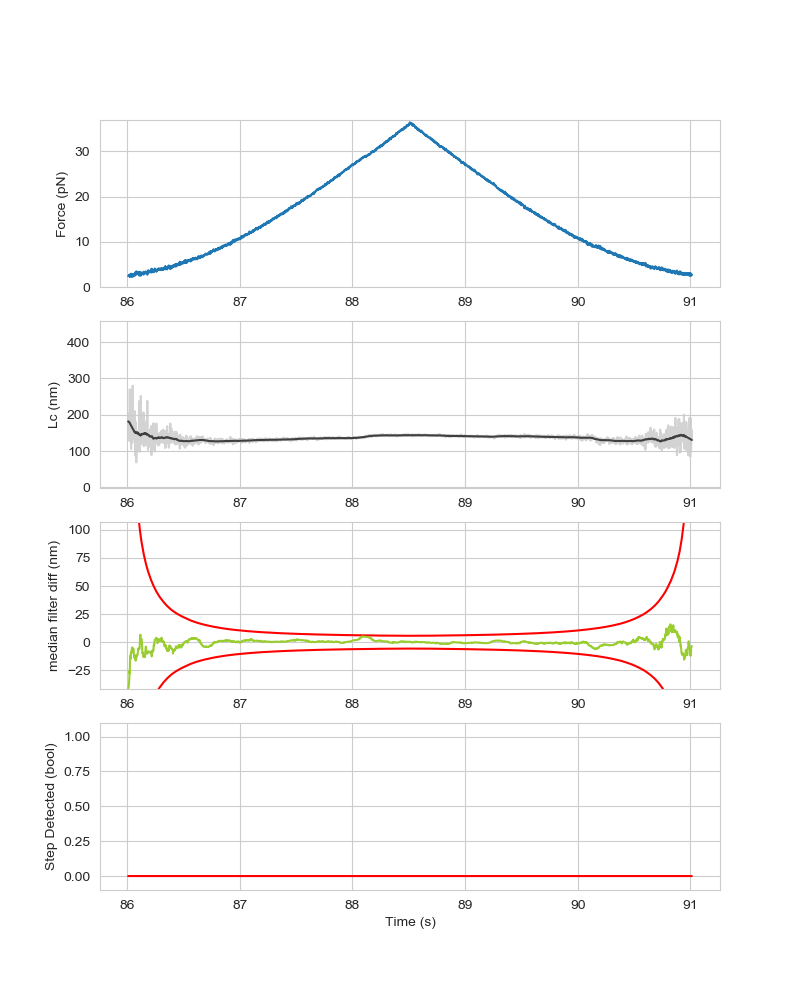 Force (pN)
30
20
10
0
86 87 88 89 90 91
Lc (nm)
400
300
200
100
0
86 87 88 89 90 91
median filter diff (nm)
100
75
50
25
0
−25
86 87 88 89 90 91
Step Detected (bool)
1.00
0.75
0.50
0.25
0.00
86 87 88 89 90 91
Time (s)